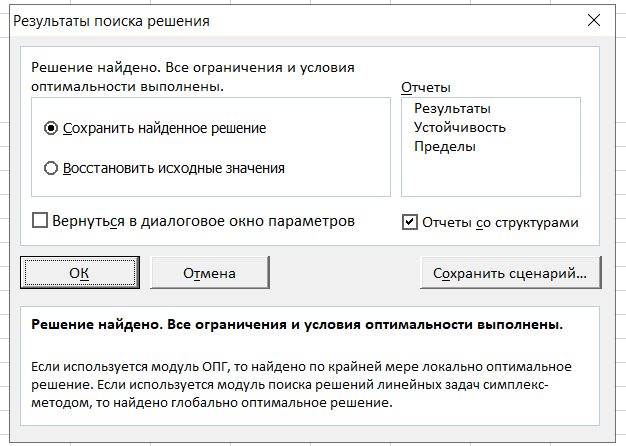 Результаты поиска решения
Решение найдено. Все ограничения и условия
оптимальности выполнены.
Сохранить найденное решение
Восстановить исходные значения
Отчеты
Результаты
Устойчивость
Пределы
Вернуться в диалоговое окно параметров
Отчеты со структурами
ОК
Отмена
Сохранить сценарий...
Решение найдено. Все ограничения и условия оптимальности выполнены.
Если используется модуль ОПГ, то найдено по крайней мере локально оптимальное
решение. Если используется модуль поиска решений линейных задач симплекс-
методом, то найдено глобально оптимальное решение.